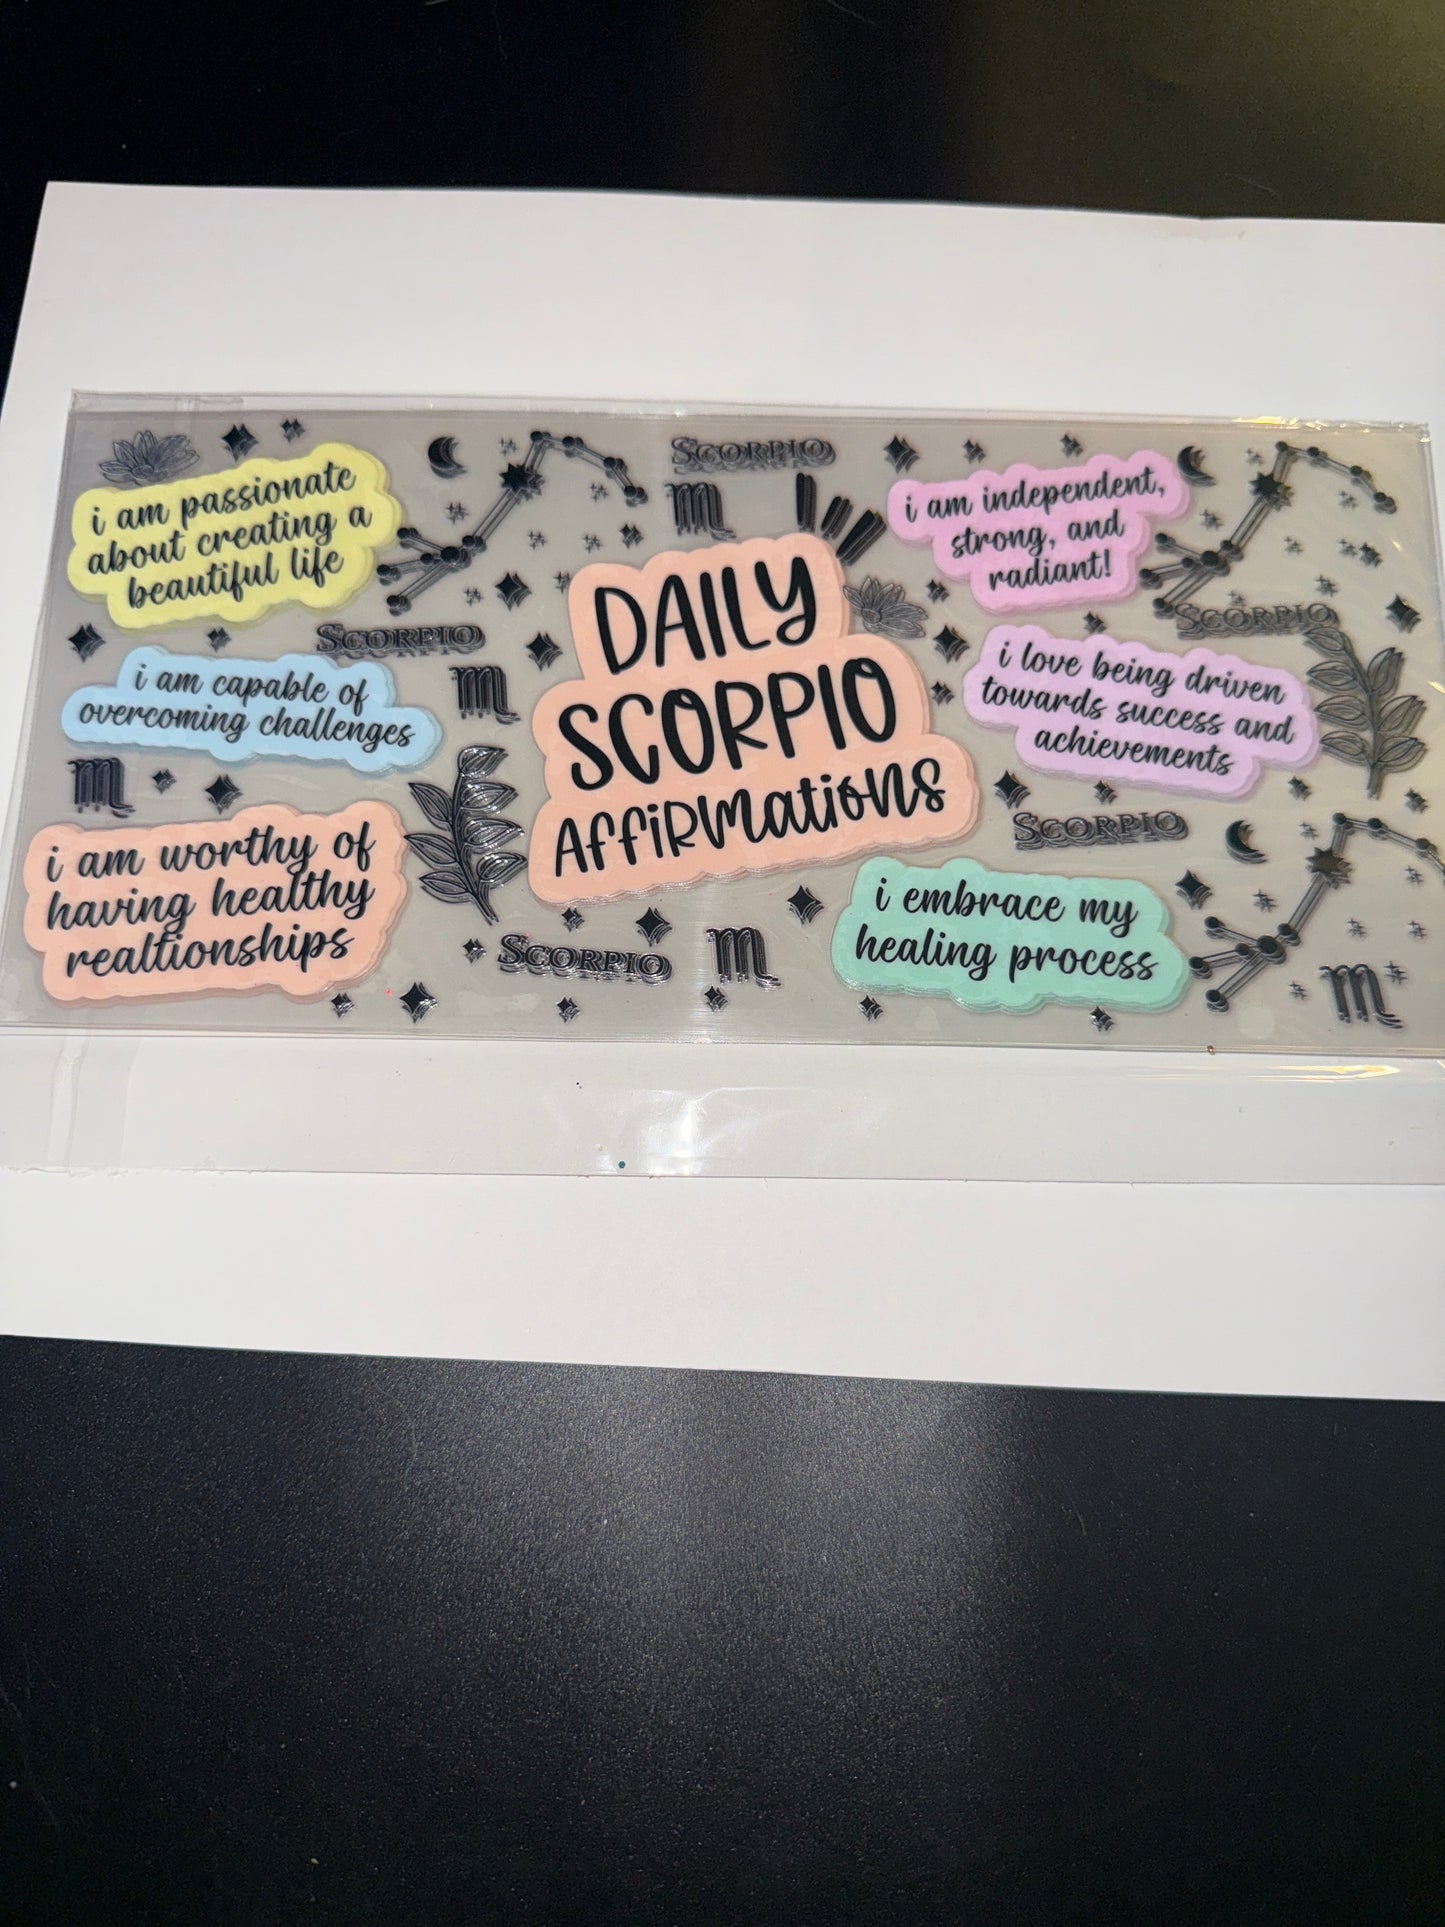 i am passionate
about creating a
beautiful life
Scorpio
i am independent,
strong, and
radiant!
Scorpio
DAILY
SCORPIO
AFFiRMatioNS
Scorpio
i am capable of
overcoming challenges
i love being driven
towards success and
achievements
i am worthy of
having healthy
realtionships
Scorpio
Scorpio
i embrace my
healing process